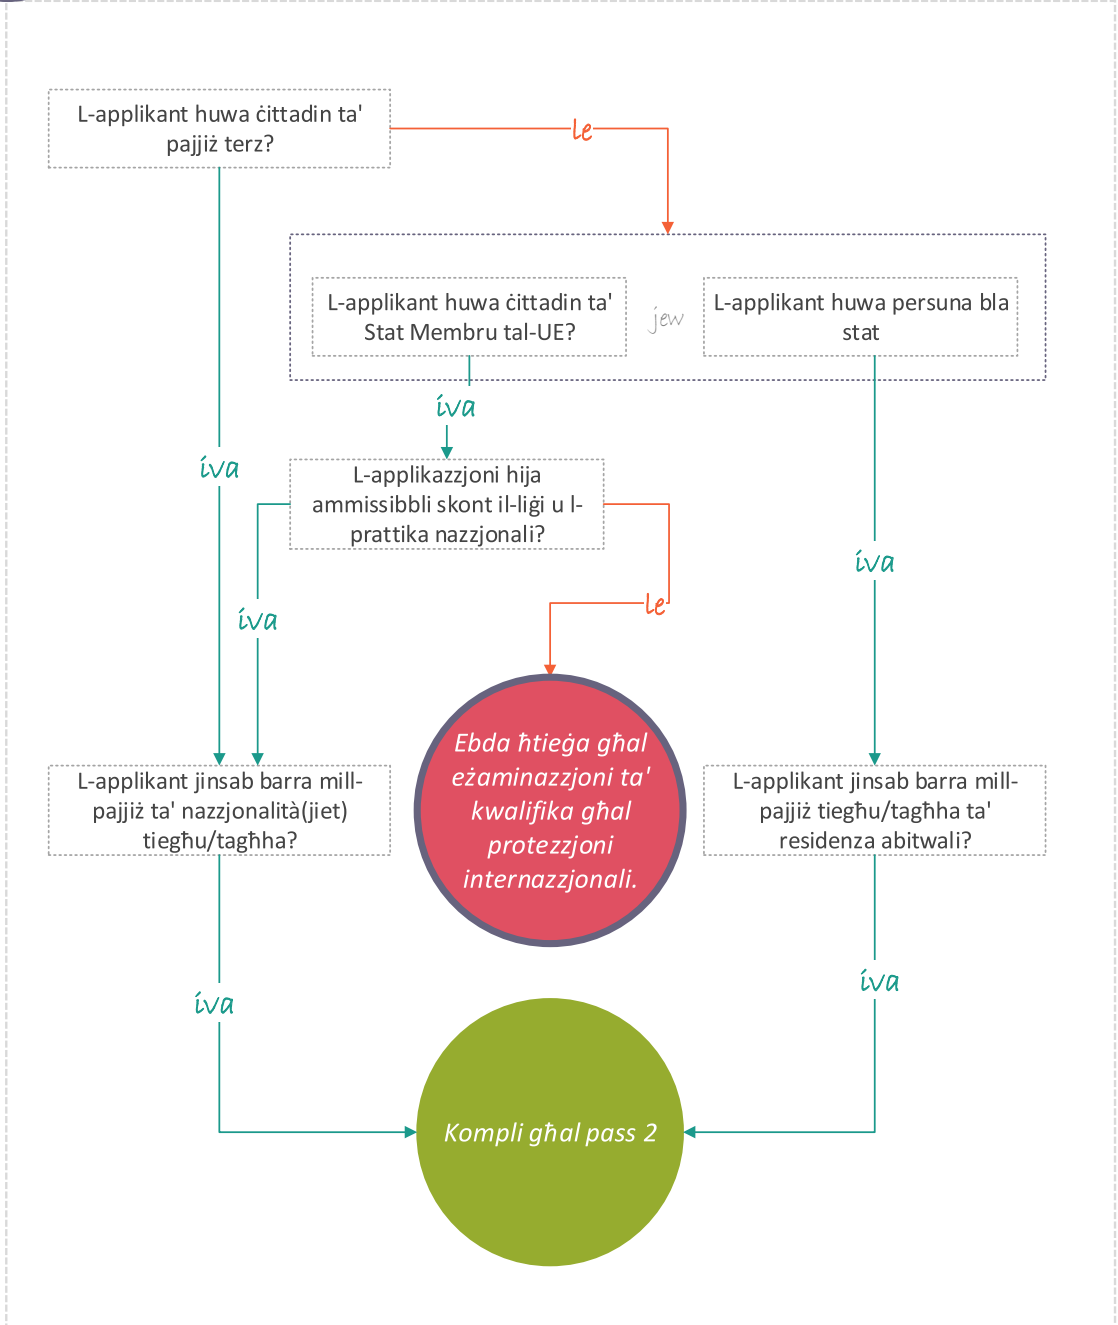 L-applikant huwa ċittadin ta'
pajjiż terz?
le
L-applikant huwa ċittadin ta'
Stat Membru tal-UE?
jew
L-applikant huwa persuna bla
stat
iva
iva
L-applikazzjoni hija
ammissibbli skont il-liġi u l-
prattika nazzjonali?
iva
iva
le
Ebda ħtieġa għal
eżaminazzjoni ta'
kwalifika għal
protezzjoni
internazzjonali.
L-applikant jinsab barra mill-
pajjiż ta' nazzjonalità(jiet)
tiegħu/tagħha?
L-applikant jinsab barra mill-
pajjiż tiegħu/tagħha ta'
residenza abitwali?
iva
iva
Kompli għal pass 2